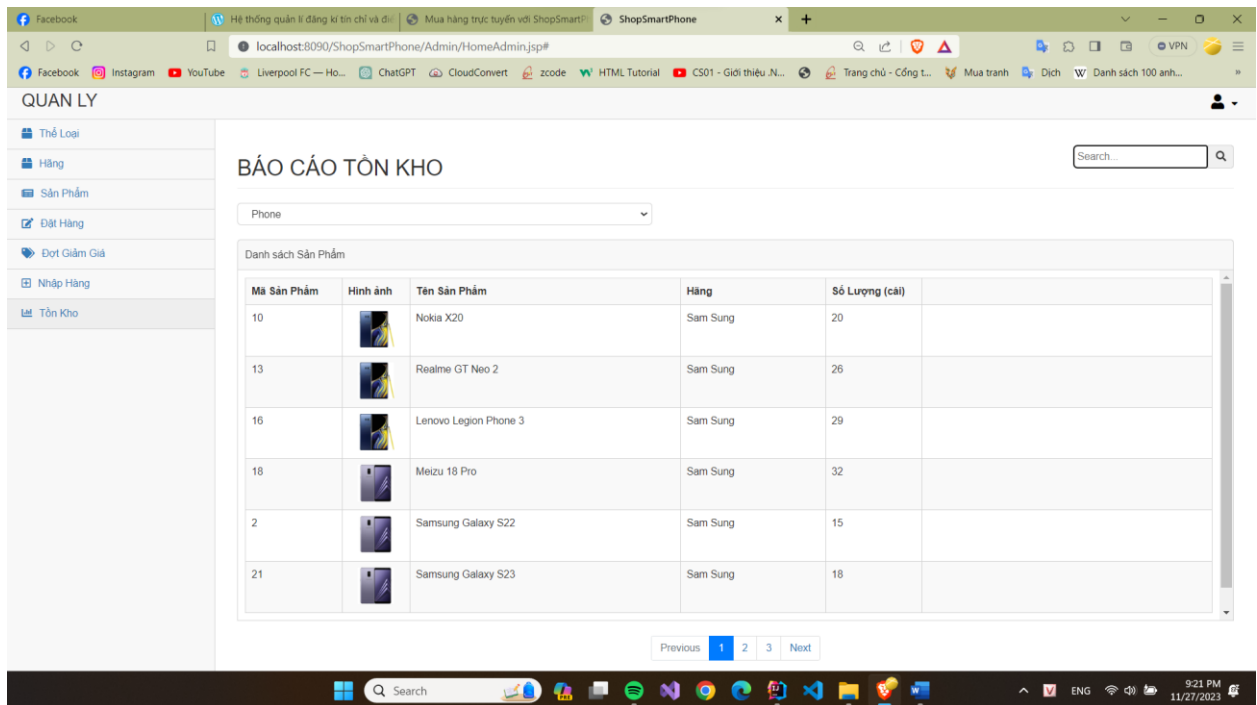 Facebook
Hệ thống quản lí đăng kí tín chỉ và điể
Mua hàng trực tuyến với ShopSmartPh
ShopSmartPhone
localhost:8090/ShopSmartPhone/Admin/HomeAdmin.jsp#
VPN
Facebook Instagram YouTube Liverpool FC — Ho... ChatGPT CloudConvert zcode HTML Tutorial CS01 - Giới thiệu .N... Trang chủ - Cổng t... Mua tranh Dịch Danh sách 100 anh... »
QUAN LY
Thể Loại
Hãng
Sản Phẩm
Đặt Hàng
Đợt Giảm Giá
Nhập Hàng
Tồn Kho
BÁO CÁO TỒN KHO
Search...
Phone
Danh sách Sản Phẩm
Mã Sản Phẩm Hình ảnh Tên Sản Phẩm Hãng Số Lượng (cái)
10 Nokia X20 Sam Sung 20
13 Realme GT Neo 2 Sam Sung 26
16 Lenovo Legion Phone 3 Sam Sung 29
18 Meizu 18 Pro Sam Sung 32
2 Samsung Galaxy S22 Sam Sung 15
21 Samsung Galaxy S23 Sam Sung 18
Previous 1 2 3 Next
Search
PRE
V
ENG
9:21 PM
11/27/2023